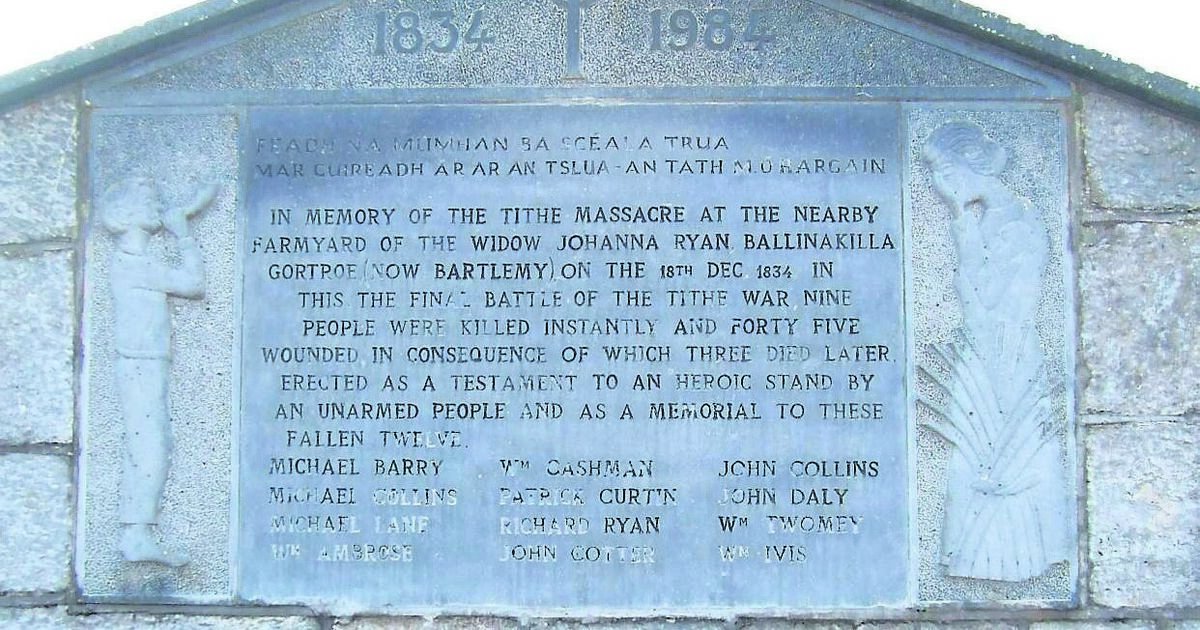 1834 1984
FEADH NA MUMHAN BA SCÉALA TRUA
MAR CUIREADH AR AR AN TSLUA-AN TATH M.O HARGAIN
IN MEMORY OF THE TITHE MASSACRE AT THE NEARBY
FARMYARD OF THE WIDOW JOHANNA RYAN, BALLINAKILLA
GORTROE (NOW BARTLEMY) ON THE 18TH DEC 1834 IN
THIS THE FINAL BATTLE OF THE TITHE WAR NINE
PEOPLE WERE KILLED INSTANTLY AND FORTY FIVE
WOUNDED, IN CONSEQUENCE OF WHICH THREE DIED LATER.
ERECTED AS A TESTAMENT TO AN HEROIC STAND BY
AN UNARMED PEOPLE AND AS A MEMORIAL TO THESE
FALLEN TWELVE.
MICHAEL BARRY WM CASHMAN JOHN COLLINS
MICHAEL COLLINS PATRICK CURTIN JOHN DALY
MICHAEL LANE RICHARD RYAN WM TWOMEY
WM AMBROSE JOHN COTTER WM IVIS